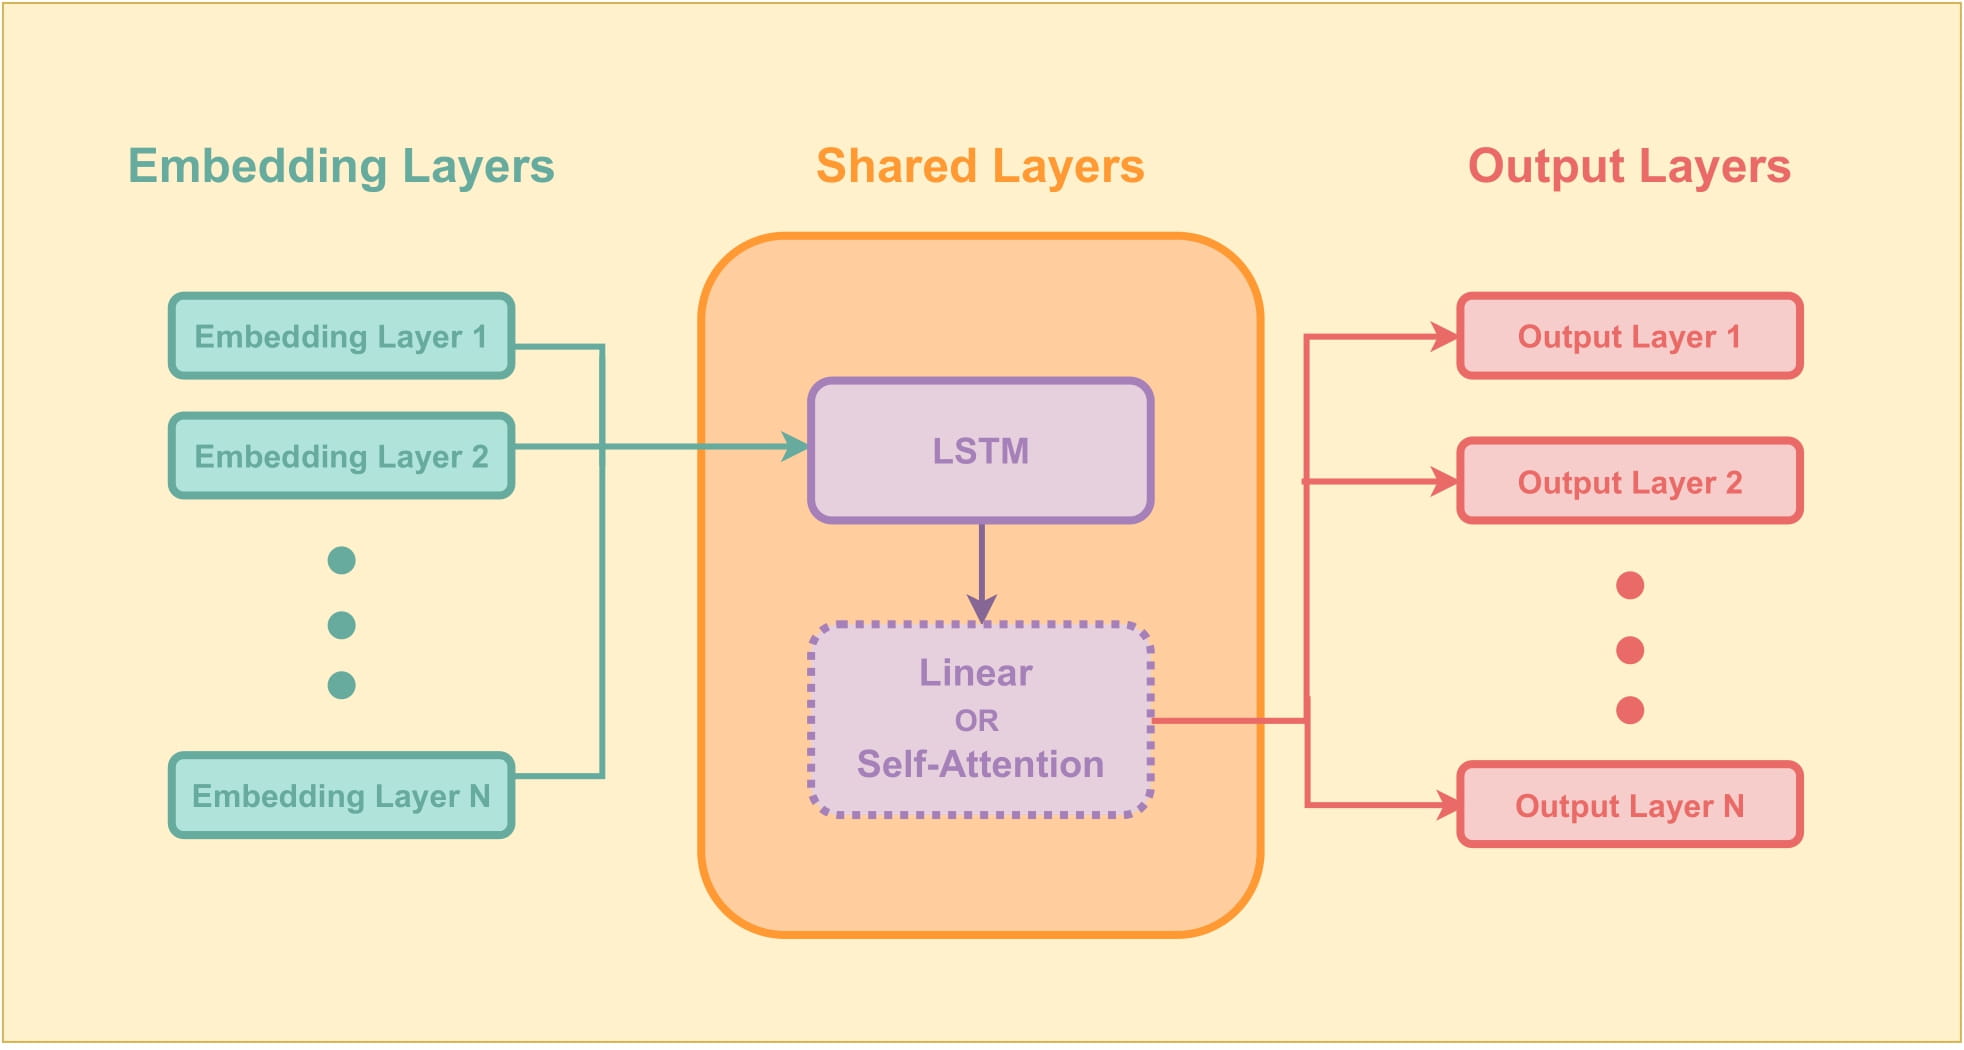 Embedding Layers
Shared Layers
Output Layers
Embedding Layer 1
Embedding Layer 2
Embedding Layer N
LSTM
Linear
OR
Self-Attention
Output Layer 1
Output Layer 2
Output Layer N